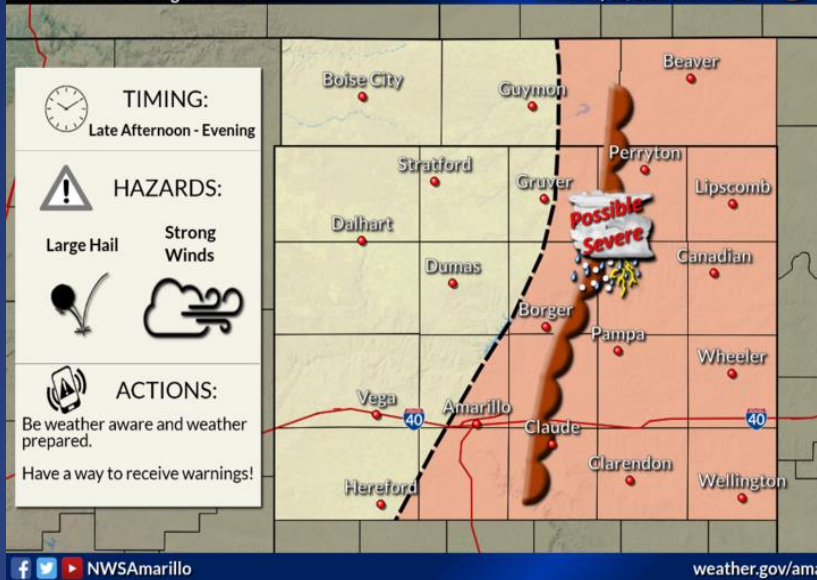 TIMING:
Late Afternoon - Evening
HAZARDS:
Large Hail
Strong
Winds
ACTIONS:
Be weather aware and weather
prepared.
Have a way to receive warnings!
Boise City
Guymon
Beaver
Stratford
Gruver
Perryton
Lipscomb
Possible
Severe
Dalhart
Dumas
Canadian
Borger
Pampa
Wheeler
Vega
40
Amarillo
Claude
40
Clarendon
Hereford
Wellington
NWSAmarillo
weather.gov/ama